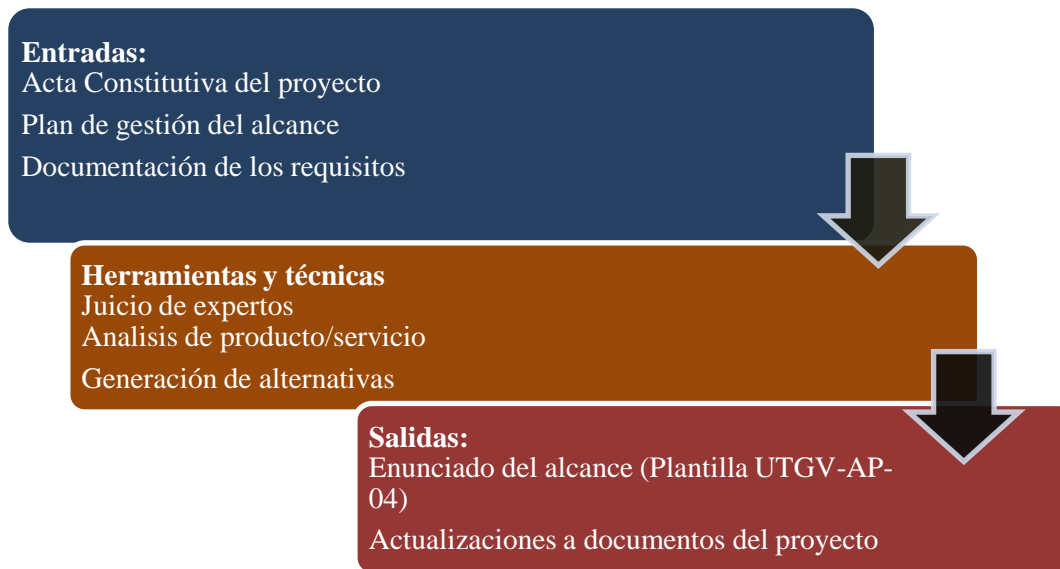 Entradas:
Acta Constitutiva del proyecto
Plan de gestión del alcance
Documentación de los requisitos
Herramientas y técnicas
Juicio de expertos
Analisis de producto/servicio
Generación de alternativas
Salidas:
Enunciado del alcance (Plantilla UTGV-AP-
04)
Actualizaciones a documentos del proyecto